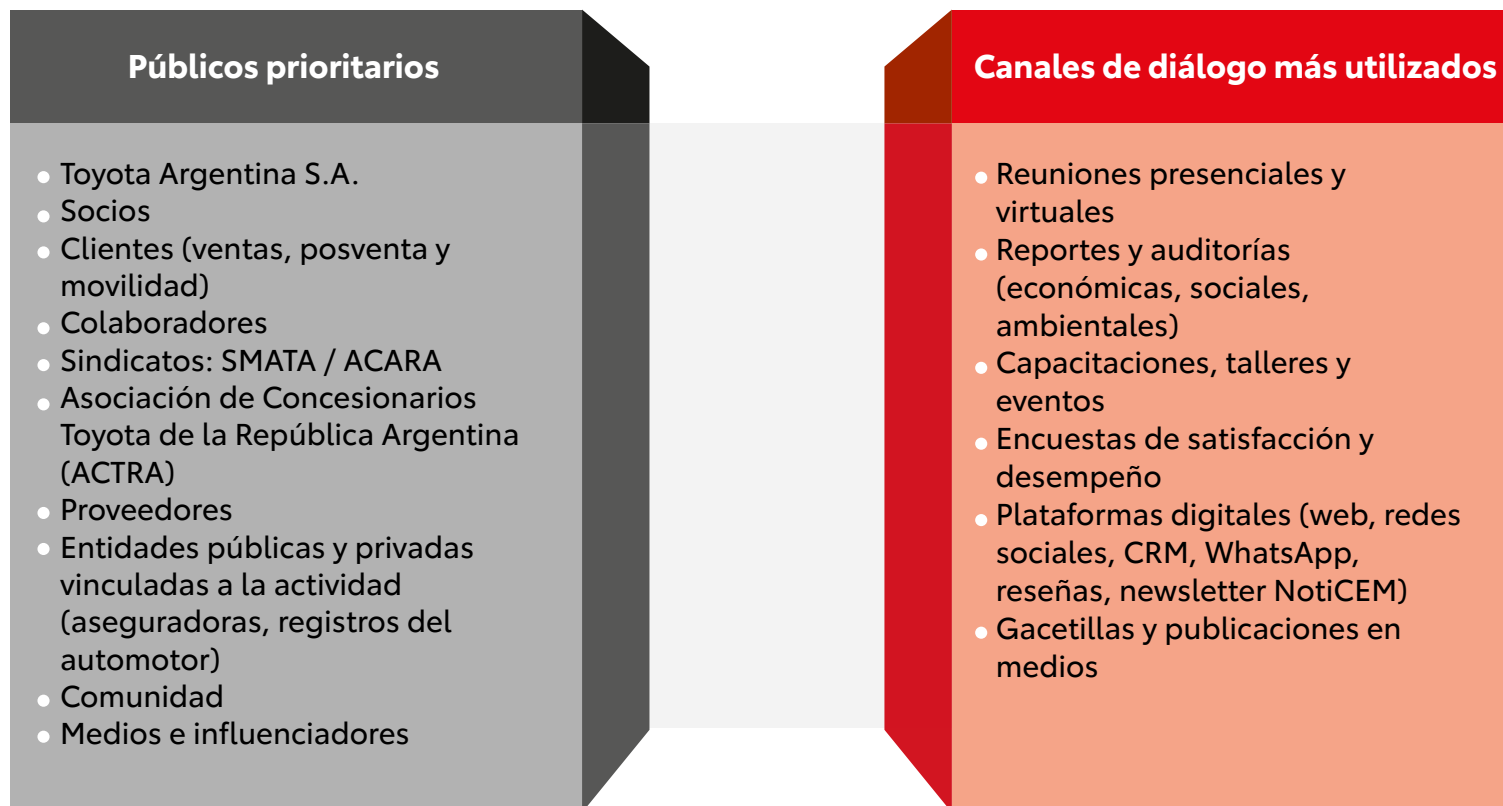 Públicos prioritarios
Toyota Argentina S.A.
Socios
Clientes (ventas, posventa y
movilidad)
Colaboradores
Sindicatos: SMATA / ACARA
Asociación de Concesionarios
Toyota de la República Argentina
(ACTRA)
Proveedores
Entidades públicas y privadas
vinculadas a la actividad
(aseguradoras, registros del
automotor)
Comunidad
Medios e influenciadores
Canales de diálogo más utilizados
Reuniones presenciales y
virtuales
Reportes y auditorías
(económicas, sociales,
ambientales)
Capacitaciones, talleres y
eventos
Encuestas de satisfacción y
desempeño
Plataformas digitales (web, redes
sociales, CRM, WhatsApp,
reseñas, newsletter NotiCEM)
Gacetillas y publicaciones en
medios